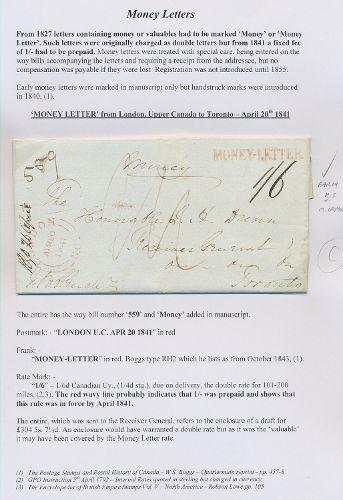 Money Letters
From 1827 letters containing money or valuables had to be marked 'Money' or 'Money
Letter'. Such letters were originally charged as double letters but from 1841 a fixed fee
of 1/- had to be prepaid. Money letters were treated with special care, being entered on the
way bills accompanying the letters and requiring a receipt from the addressee, but no
compensation was payable if they were lost. Registration was not introduced until 1855.
Early money letters were marked in manuscript only but handstruck marks were introduced
in 1840, (1).
'MONEY LETTER' from London, Upper Canada to Toronto – April 20th 1841
Money
MONEY-LETTER
1/6
The
Honorable J. H. Dunn
Receiver General
Toronto
The entire has the way bill number '559' and 'Money' added in manuscript.
Postmark: - "LONDON U.C. APR 20 1841" in red
Frank: -
"MONEY-LETTER" in red. Boggs type RH2 which he lists as from October 1843, (1).
Rate Mark: -
"1/6" – 1/6d Canadian Cy., (1/4d stg.), due on delivery, the double rate for 101-200
miles, (2,3). The red wavy line probably indicates that 1/- was prepaid and shows that
this rule was in force by April 1841.
The entire, which was sent to the Receiver General, refers to the enclosure of a draft for
£304 5s. 7½d. An enclosure would have warranted a double rate but as it was the 'valuable'
it may have been covered by the Money Letter rate.
(1) The Postage Stamps and Postal History of Canada – W.S. Boggs – Quarterman reprint - pp. 437-8
(2) GPO Instruction 5th April 1792 – Internal Rates quoted in sterling but charged in currency
(3) The Encyclopaedia of British Empire Stamps Vol. V – North America – Robson Lowe pp. 105